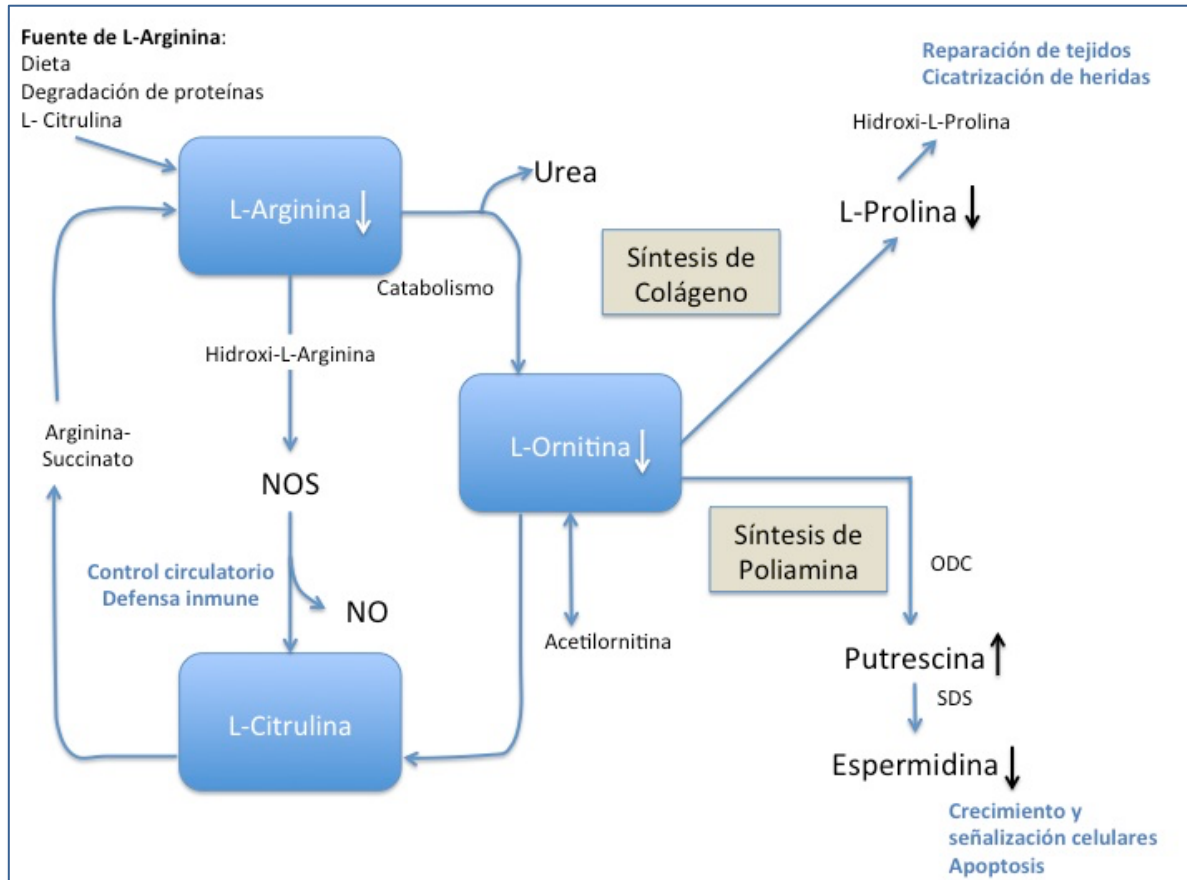 Fuente de L-Arginina:
Dieta
Degradación de proteínas
L- Citrulina
L-Arginina
Urea
Catabolismo
Hidroxi-L-Arginina
Arginina-
Succinato
NOS
Control circulatorio
Defensa inmune
NO
L-Citrulina
L-Ornitina
Acetilornitina
Síntesis de
Colágeno
Reparación de tejidos
Cicatrización de heridas
Hidroxi-L-Prolina
L-Prolina
Síntesis de
Poliamina
ODC
Putrescina
SDS
Espermidina
Crecimiento y
señalización celulares
Apoptosis